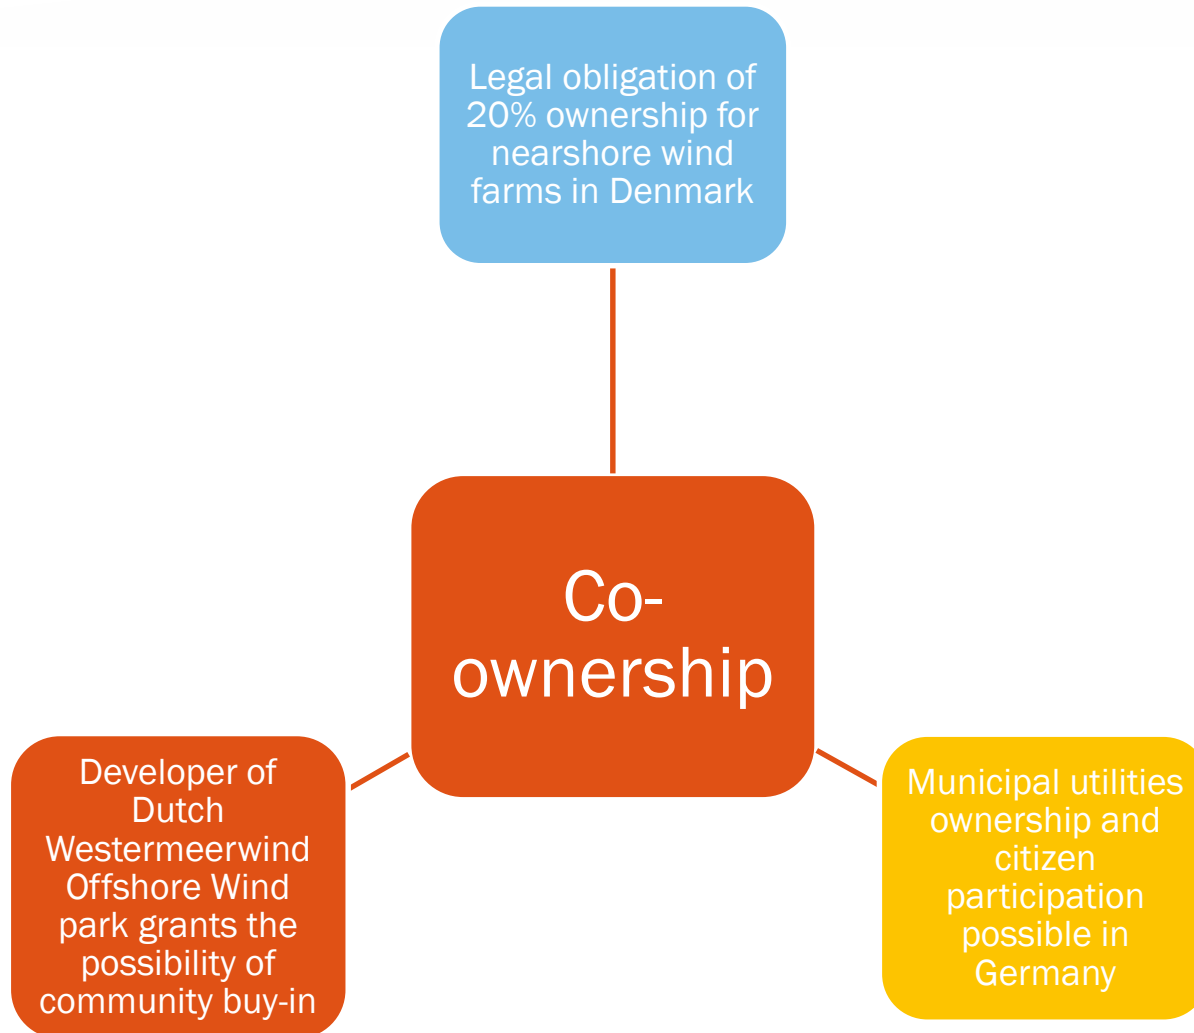 Legal obligation of
20% ownership for
nearshore wind
farms in Denmark
Co-
ownership
Developer of
Dutch
Westermeerwind
Offshore Wind
park grants the
possibility of
community buy-in
Municipal utilities
ownership and
citizen
participation
possible in
Germany